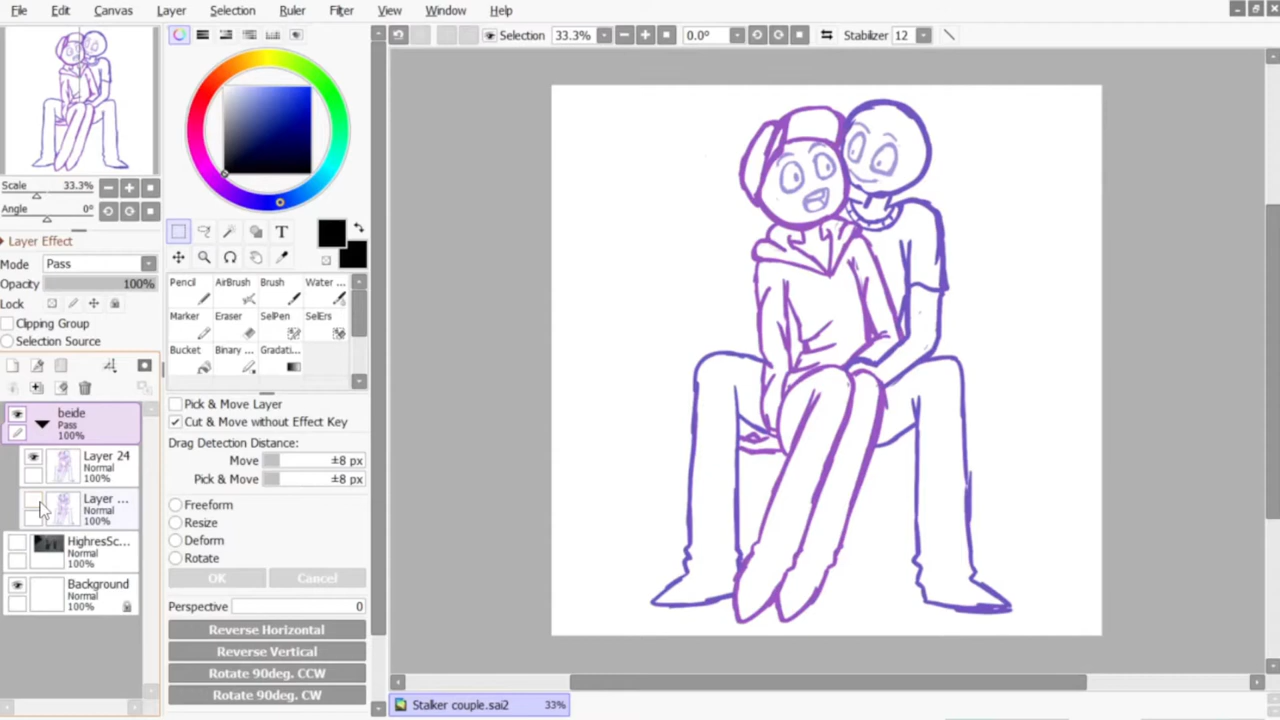 File Edit Layer Selection Ruler Filter View Window Help
Selection 33.3% 0.0° Stabilizer 12
Scale 33.3%
Angle 0°
Layer Effect
Mode Pass
Opacity 100%
Lock
Clipping Group
Selection Source
beide
Pass
100%
Layer 24
Normal
100%
Layer ...
Normal
100%
HighresSc...
Normal
100%
Background
Normal
100%
T
Pencil AirBrush Brush Water ...
Marker Eraser SelPen SelErs
Bucket Binary ... Gradati...
Pick & Move Layer
Cut & Move without Effect Key
Drag Detection Distance:
Move ±8 px
Pick & Move ±8 px
Freeform
Resize
Deform
Rotate
OK Cancel
Perspective 0
Reverse Horizontal
Reverse Vertical
Rotate 90deg. CCW
Rotate 90deg. CW
Stalker couple.sai2 33%